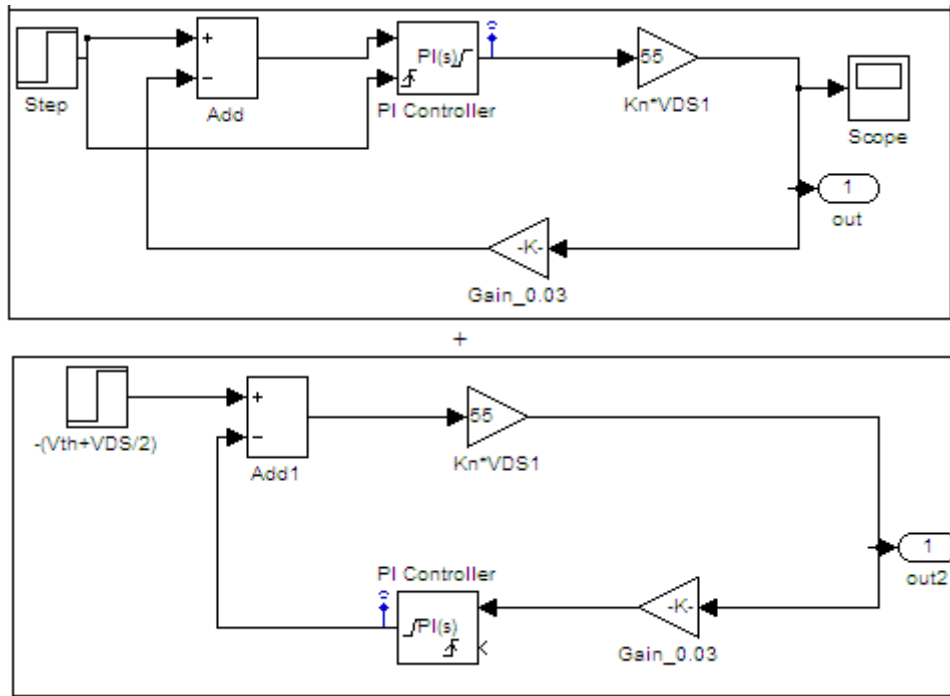 Step
+
−
Add
PI(s)
PI Controller
55
Kn*VDS1
Scope
1
out
-K-
Gain_0.03
+
-(Vth+VDS/2)
+
−
Add1
55
Kn*VDS1
1
out2
PI Controller
PI(s)
-K-
Gain_0.03